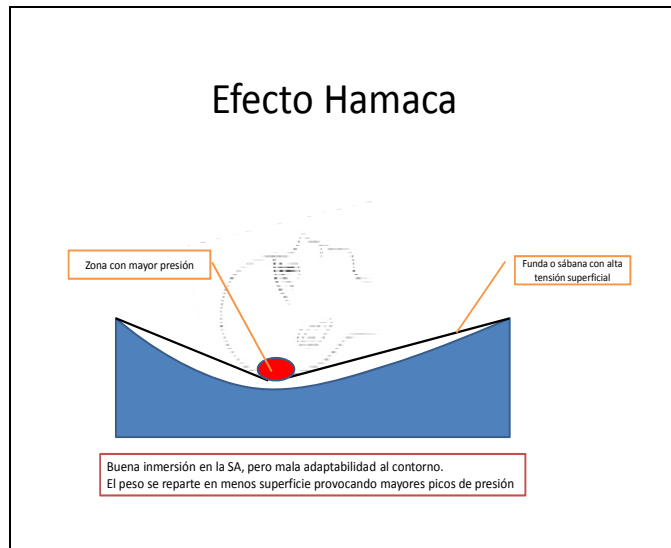 Efecto Hamaca
Zona con mayor presión
Funda o sábana con alta
tensión superficial
Buena inmersión en la SA, pero mala adaptabilidad al contorno.
El peso se reparte en menos superficie provocando mayores picos de presión